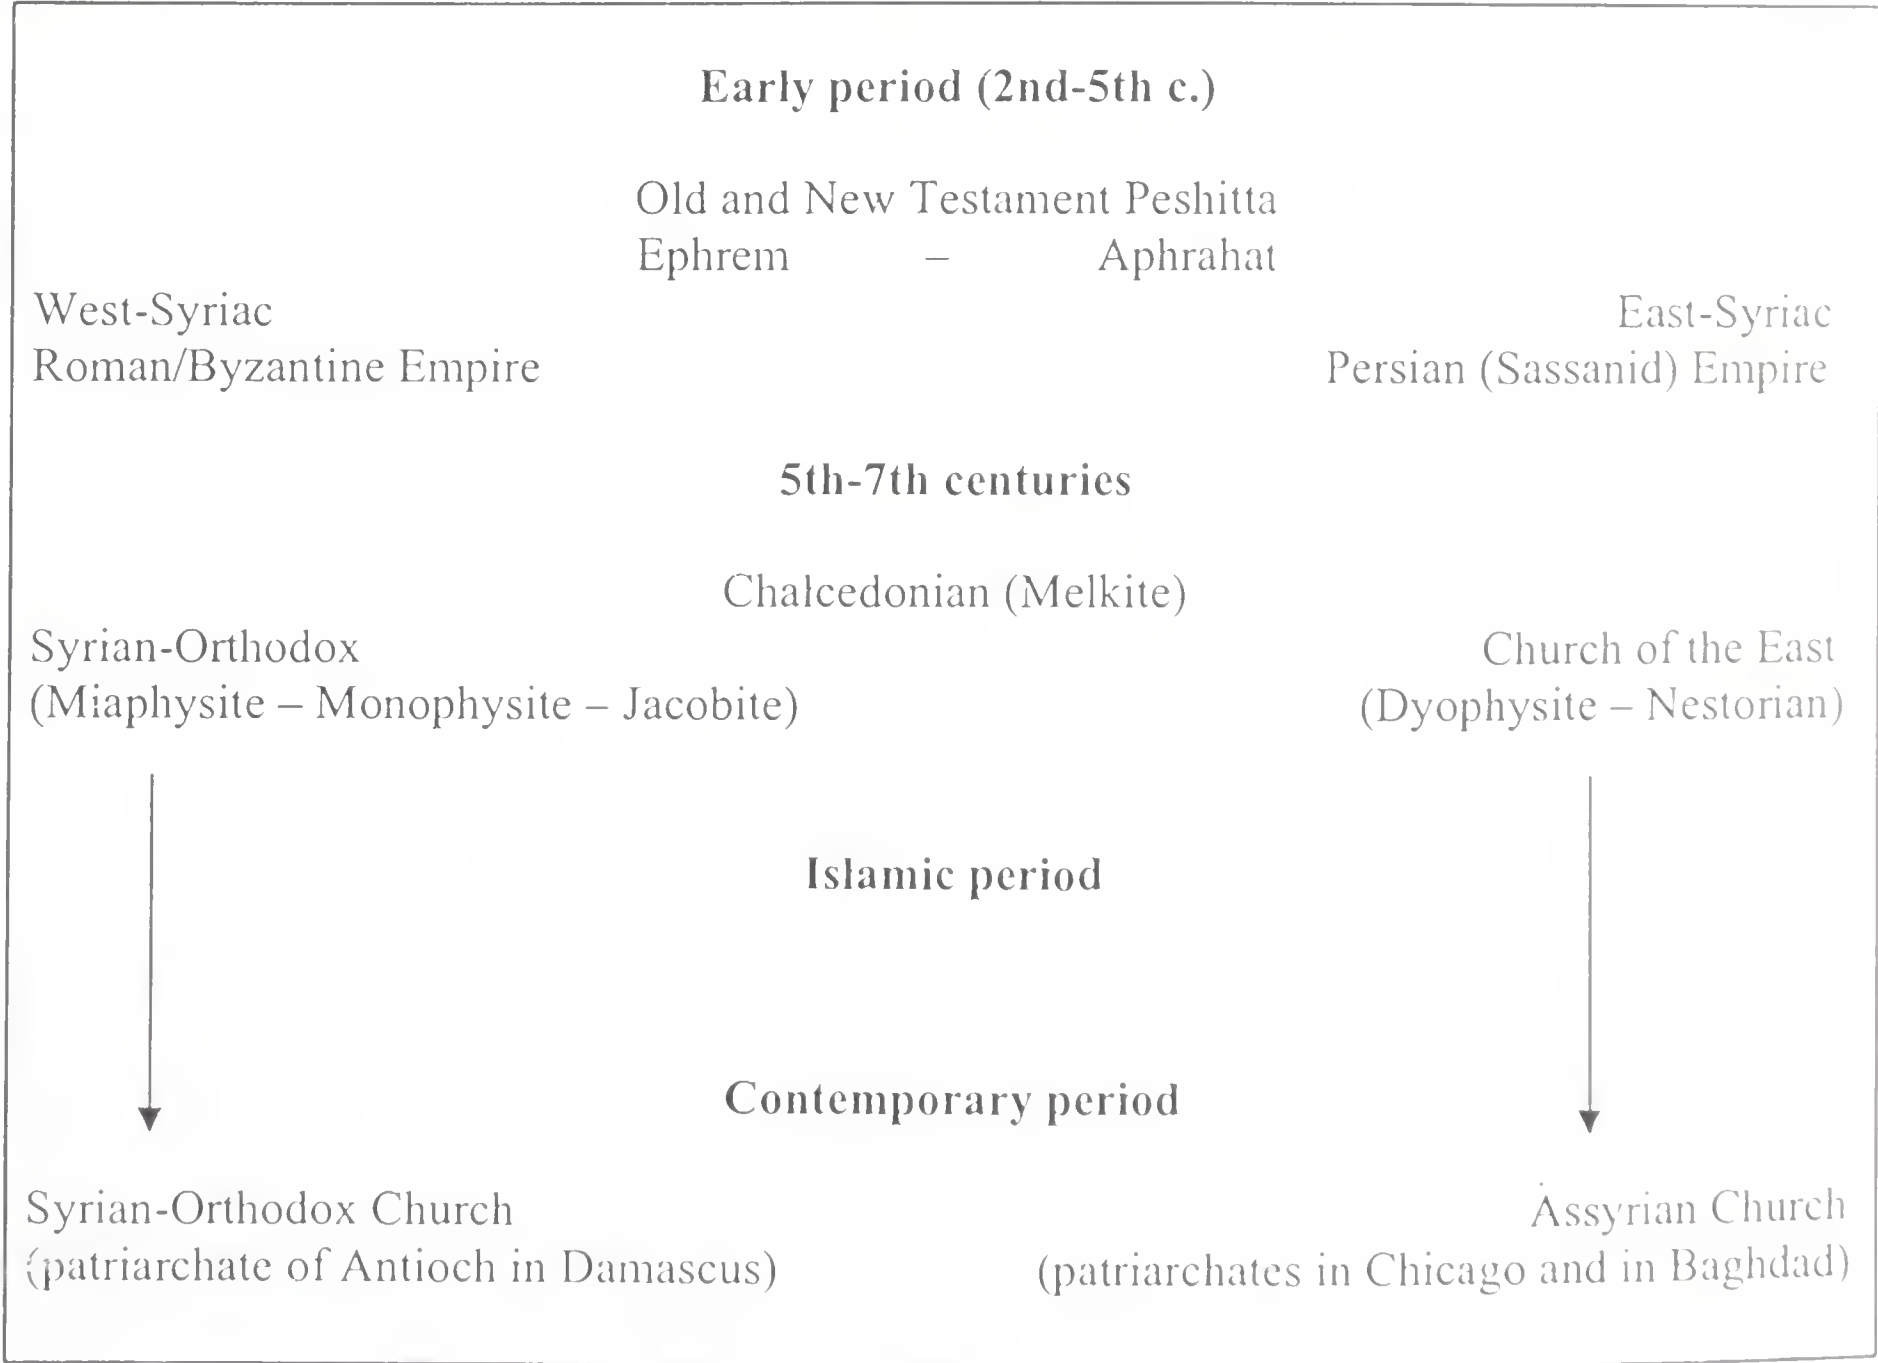 Early period (2nd-5th c.)
Old and New Testament Peshitta
Ephrem – Aphrahat
West-Syriac East-Syriac
Roman/Byzantine Empire Persian (Sassanid) Empire
5th-7th centuries
Chalcedonian (Melkite)
Syrian-Orthodox Church of the East
(Miaphysite – Monophysite – Jacobite) (Dyophysite – Nestorian)
Islamic period
Contemporary period
Syrian-Orthodox Church Assyrian Church
(patriarchate of Antioch in Damascus) (patriarchates in Chicago and in Baghdad)